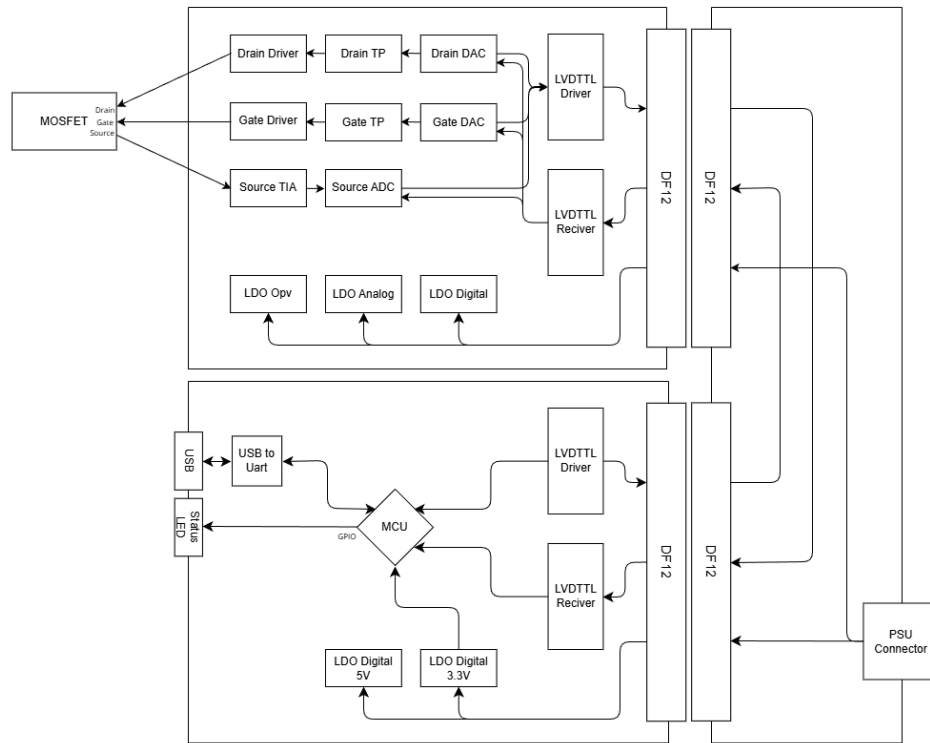 Drain Driver
Drain TP
Drain DAC
LVDTTL
Driver
MOSFET
Drain
Gate
Source
Gate Driver
Gate TP
Gate DAC
Source TIA
Source ADC
LVDTTL
Reciver
DF12
DF12
LDO Opv
LDO Analog
LDO Digital
USB
USB to
Uart
LVDTTL
Driver
Status
LED
GPIO
MCU
LVDTTL
Reciver
DF12
DF12
PSU
Connector
LDO Digital
5V
LDO Digital
3.3V